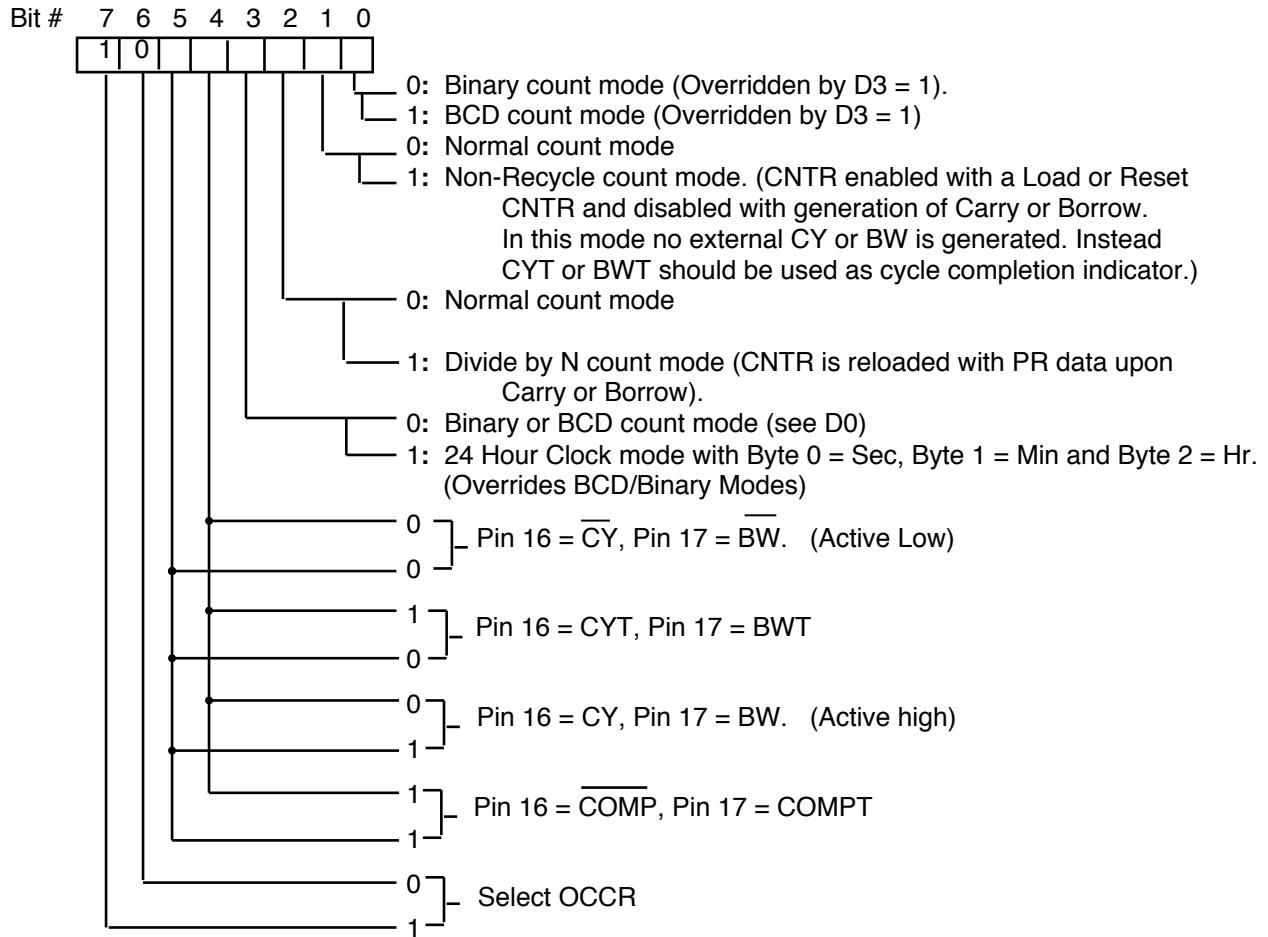 Bit # 7 6 5 4 3 2 1 0
1 0
0: Binary count mode (Overridden by D3 = 1).
1: BCD count mode (Overridden by D3 = 1)
0: Normal count mode
1: Non-Recycle count mode. (CNTR enabled with a Load or Reset
CNTR and disabled with generation of Carry or Borrow.
In this mode no external CY or BW is generated. Instead
CYT or BWT should be used as cycle completion indicator.)
0: Normal count mode
1: Divide by N count mode (CNTR is reloaded with PR data upon
Carry or Borrow).
0: Binary or BCD count mode (see D0)
1: 24 Hour Clock mode with Byte 0 = Sec, Byte 1 = Min and Byte 2 = Hr.
(Overrides BCD/Binary Modes)
0
Pin 16 = C̅Y̅, Pin 17 = B̅W̅. (Active Low)
0
1
Pin 16 = CYT, Pin 17 = BWT
0
0
Pin 16 = CY, Pin 17 = BW. (Active high)
1
1
Pin 16 = C̅O̅M̅P̅, Pin 17 = COMPT
1
0
Select OCCR
1